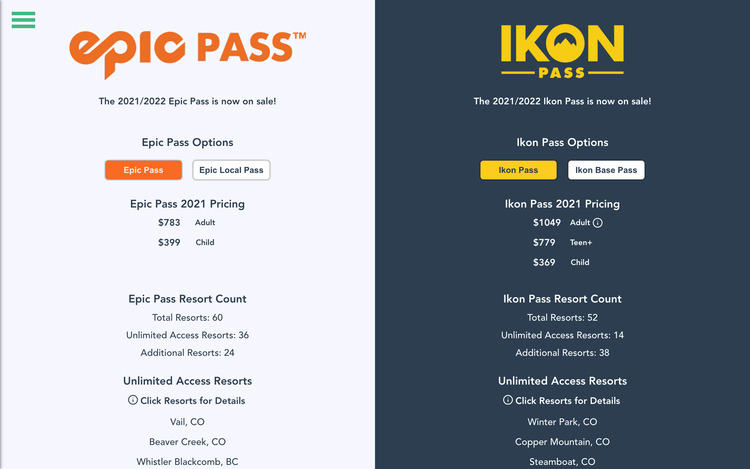 epic PASS™
The 2021/2022 Epic Pass is now on sale!
Epic Pass Options
Epic Pass
Epic Local Pass
Epic Pass 2021 Pricing
$783 Adult
$399 Child
Epic Pass Resort Count
Total Resorts: 60
Unlimited Access Resorts: 36
Additional Resorts: 24
Unlimited Access Resorts
Click Resorts for Details
Vail, CO
Beaver Creek, CO
Whistler Blackcomb, BC
IKON
PASS
The 2021/2022 Ikon Pass is now on sale!
Ikon Pass Options
Ikon Pass
Ikon Base Pass
Ikon Pass 2021 Pricing
$1049 Adult
$779 Teen+
$369 Child
Ikon Pass Resort Count
Total Resorts: 52
Unlimited Access Resorts: 14
Additional Resorts: 38
Unlimited Access Resorts
Click Resorts for Details
Winter Park, CO
Copper Mountain, CO
Steamboat, CO